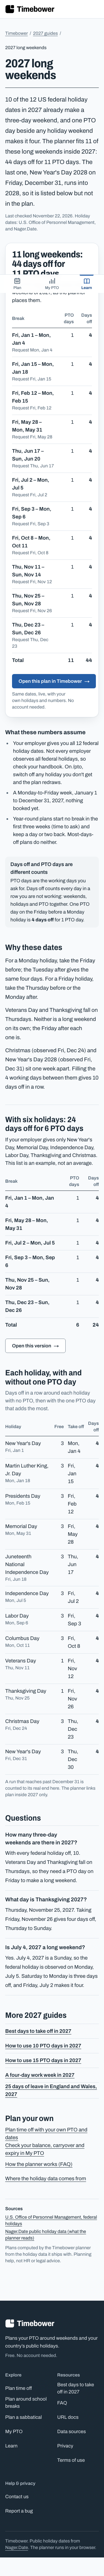 Timebower
Timebower / 2027 guides /
2027 long weekends
2027 long
weekends
10 of the 12 US federal holiday
dates in 2027 already make a
three-day weekend, and one PTO
day on the holiday weekday
makes it four. The planner fits 11 of
those weekends around your year:
44 days off for 11 PTO days. The
last one, New Year's Day 2028 on
Friday, December 31, runs into
2028, so it is listed below but not
in the plan.
Last checked November 22, 2026. Holiday
dates: U.S. Office of Personnel Management,
and Nager.Date.
11 long weekends:
44 days off for
11 PTO days
Plan
My PTO
Learn
places them.
Break
PTO
days
Days
off
Fri, Jan 1 – Mon,
Jan 4
1 4
Request Mon, Jan 4
Fri, Jan 15 – Mon,
Jan 18
1 4
Request Fri, Jan 15
Fri, Feb 12 – Mon,
Feb 15
1 4
Request Fri, Feb 12
Fri, May 28 –
Mon, May 31
1 4
Request Fri, May 28
Thu, Jun 17 –
Sun, Jun 20
1 4
Request Thu, Jun 17
Fri, Jul 2 – Mon,
Jul 5
1 4
Request Fri, Jul 2
Fri, Sep 3 – Mon,
Sep 6
1 4
Request Fri, Sep 3
Fri, Oct 8 – Mon,
Oct 11
1 4
Request Fri, Oct 8
Thu, Nov 11 –
Sun, Nov 14
1 4
Request Fri, Nov 12
Thu, Nov 25 –
Sun, Nov 28
1 4
Request Fri, Nov 26
Thu, Dec 23 –
Sun, Dec 26
1 4
Request Thu, Dec
23
Total 11 44
Open this plan in Timebower →
Same dates, live, with your
own holidays and numbers. No
account needed.
What these numbers assume
• Your employer gives you all 12 federal
holiday dates. Not every employer
observes all federal holidays, so
check yours first. On Iphi,
switch off any holiday you don't get
and the plan redraws.
• A Monday-to-Friday week, January 1
to December 31, 2027, nothing
booked yet.
• Year-round plans start no break in the
first few weeks (time to ask) and
keep a gap between breaks. Most-days-
off plans do neither.
Days off and PTO days are
different counts
PTO days are the working days you
ask for. Days off counts every day in a
row you are not working: weekends,
holidays and PTO together. One PTO
day on the Friday before a Monday
holiday is 4 days off for 1 PTO day.
Why these dates
For a Monday holiday, take the Friday
before; the Tuesday after gives the
same four days. For a Friday holiday,
take the Thursday before or the
Monday after.
Veterans Day and Thanksgiving fall on
Thursdays. Neither is a long weekend
on its own; the Friday after each
one is.
Christmas (observed Fri, Dec 24) and
New Year's Day 2028 (observed Fri,
Dec 31) sit one week apart. Filling the
4 working days between them gives 10
days off in a row.
With six holidays: 24
days off for 6 PTO days
If your employer gives only New Year's
Day, Memorial Day, Independence Day,
Labor Day, Thanksgiving and Christmas.
This list is an example, not an average.
Break
PTO
days
Days
off
Fri, Jan 1 – Mon, Jan
4
1 4
Fri, May 28 – Mon,
May 31
1 4
Fri, Jul 2 – Mon, Jul 5 1 4
Fri, Sep 3 – Mon, Sep
6
1 4
Thu, Nov 25 – Sun,
Nov 28
1 4
Thu, Dec 23 – Sun,
Dec 26
1 4
Total 6 24
Open this version →
Each holiday, with and
without one PTO day
Days off in a row around each holiday
with no PTO, then with the one PTO day
that adds the most.
Holiday Free Take off
Days
off
New Year's Day
Fri, Jan 1
3 Mon,
Jan 4
4
Martin Luther King,
Jr. Day
Mon, Jan 18
3 Fri,
Jan
15
4
Presidents Day
Mon, Feb 15
3 Fri,
Feb
12
4
Memorial Day
Mon, May 31
3 Fri,
May
28
4
Juneteenth
National
Independence Day
Fri, Jun 18
3 Thu,
Jun
17
4
Independence Day
Mon, Jul 5
3 Fri,
Jul 2
4
Labor Day
Mon, Sep 6
3 Fri,
Sep 3
4
Columbus Day
Mon, Oct 11
3 Fri,
Oct 8
4
Veterans Day
Thu, Nov 11
1 Fri,
Nov
12
4
Thanksgiving Day
Thu, Nov 25
1 Fri,
Nov
26
4
Christmas Day
Fri, Dec 24
3 Thu,
Dec
23
4
New Year's Day
Fri, Dec 31
3 Thu,
Dec
30
4
A run that reaches past December 31 is
counted to its real end here. The planner links
plan inside 2027 only.
Questions
How many three-day
weekends are there in 2027?
With every federal holiday off, 10.
Veterans Day and Thanksgiving fall on
Thursdays, so they need a PTO day on
Friday to make a long weekend.
What day is Thanksgiving 2027?
Thursday, November 25, 2027. Taking
Friday, November 26 gives four days off,
Thursday to Sunday.
Is July 4, 2027 a long weekend?
Yes. July 4, 2027 is a Sunday, so the
federal holiday is observed on Monday,
July 5. Saturday to Monday is three days
off, and Friday, July 2 makes it four.
More 2027 guides
Best days to take off in 2027
How to use 10 PTO days in 2027
How to use 15 PTO days in 2027
A four-day work week in 2027
25 days of leave in England and Wales,
2027
Plan your own
Plan time off with your own PTO and
dates
Check your balance, carryover and
expiry in My PTO
How the planner works (FAQ)
Where the holiday data comes from
Sources
U.S. Office of Personnel Management, federal
holidays
Nager.Date public holiday data (what the
planner reads)
Plans computed by the Timebower planner
from the holiday data it ships with. Planning
help, not HR or legal advice.
Timebower
Plans your PTO around weekends and your
country's public holidays.
Free. No account needed.
Explore
Resources
Plan time off
Best days to take
off in 2027
Plan around school
breaks
FAQ
Plan a sabbatical
URL docs
My PTO
Data sources
Learn
Privacy
Terms of use
Help & privacy
Contact us
Report a bug
Timebower. Public holiday dates from
Nager.Date. The planner runs in your browser.